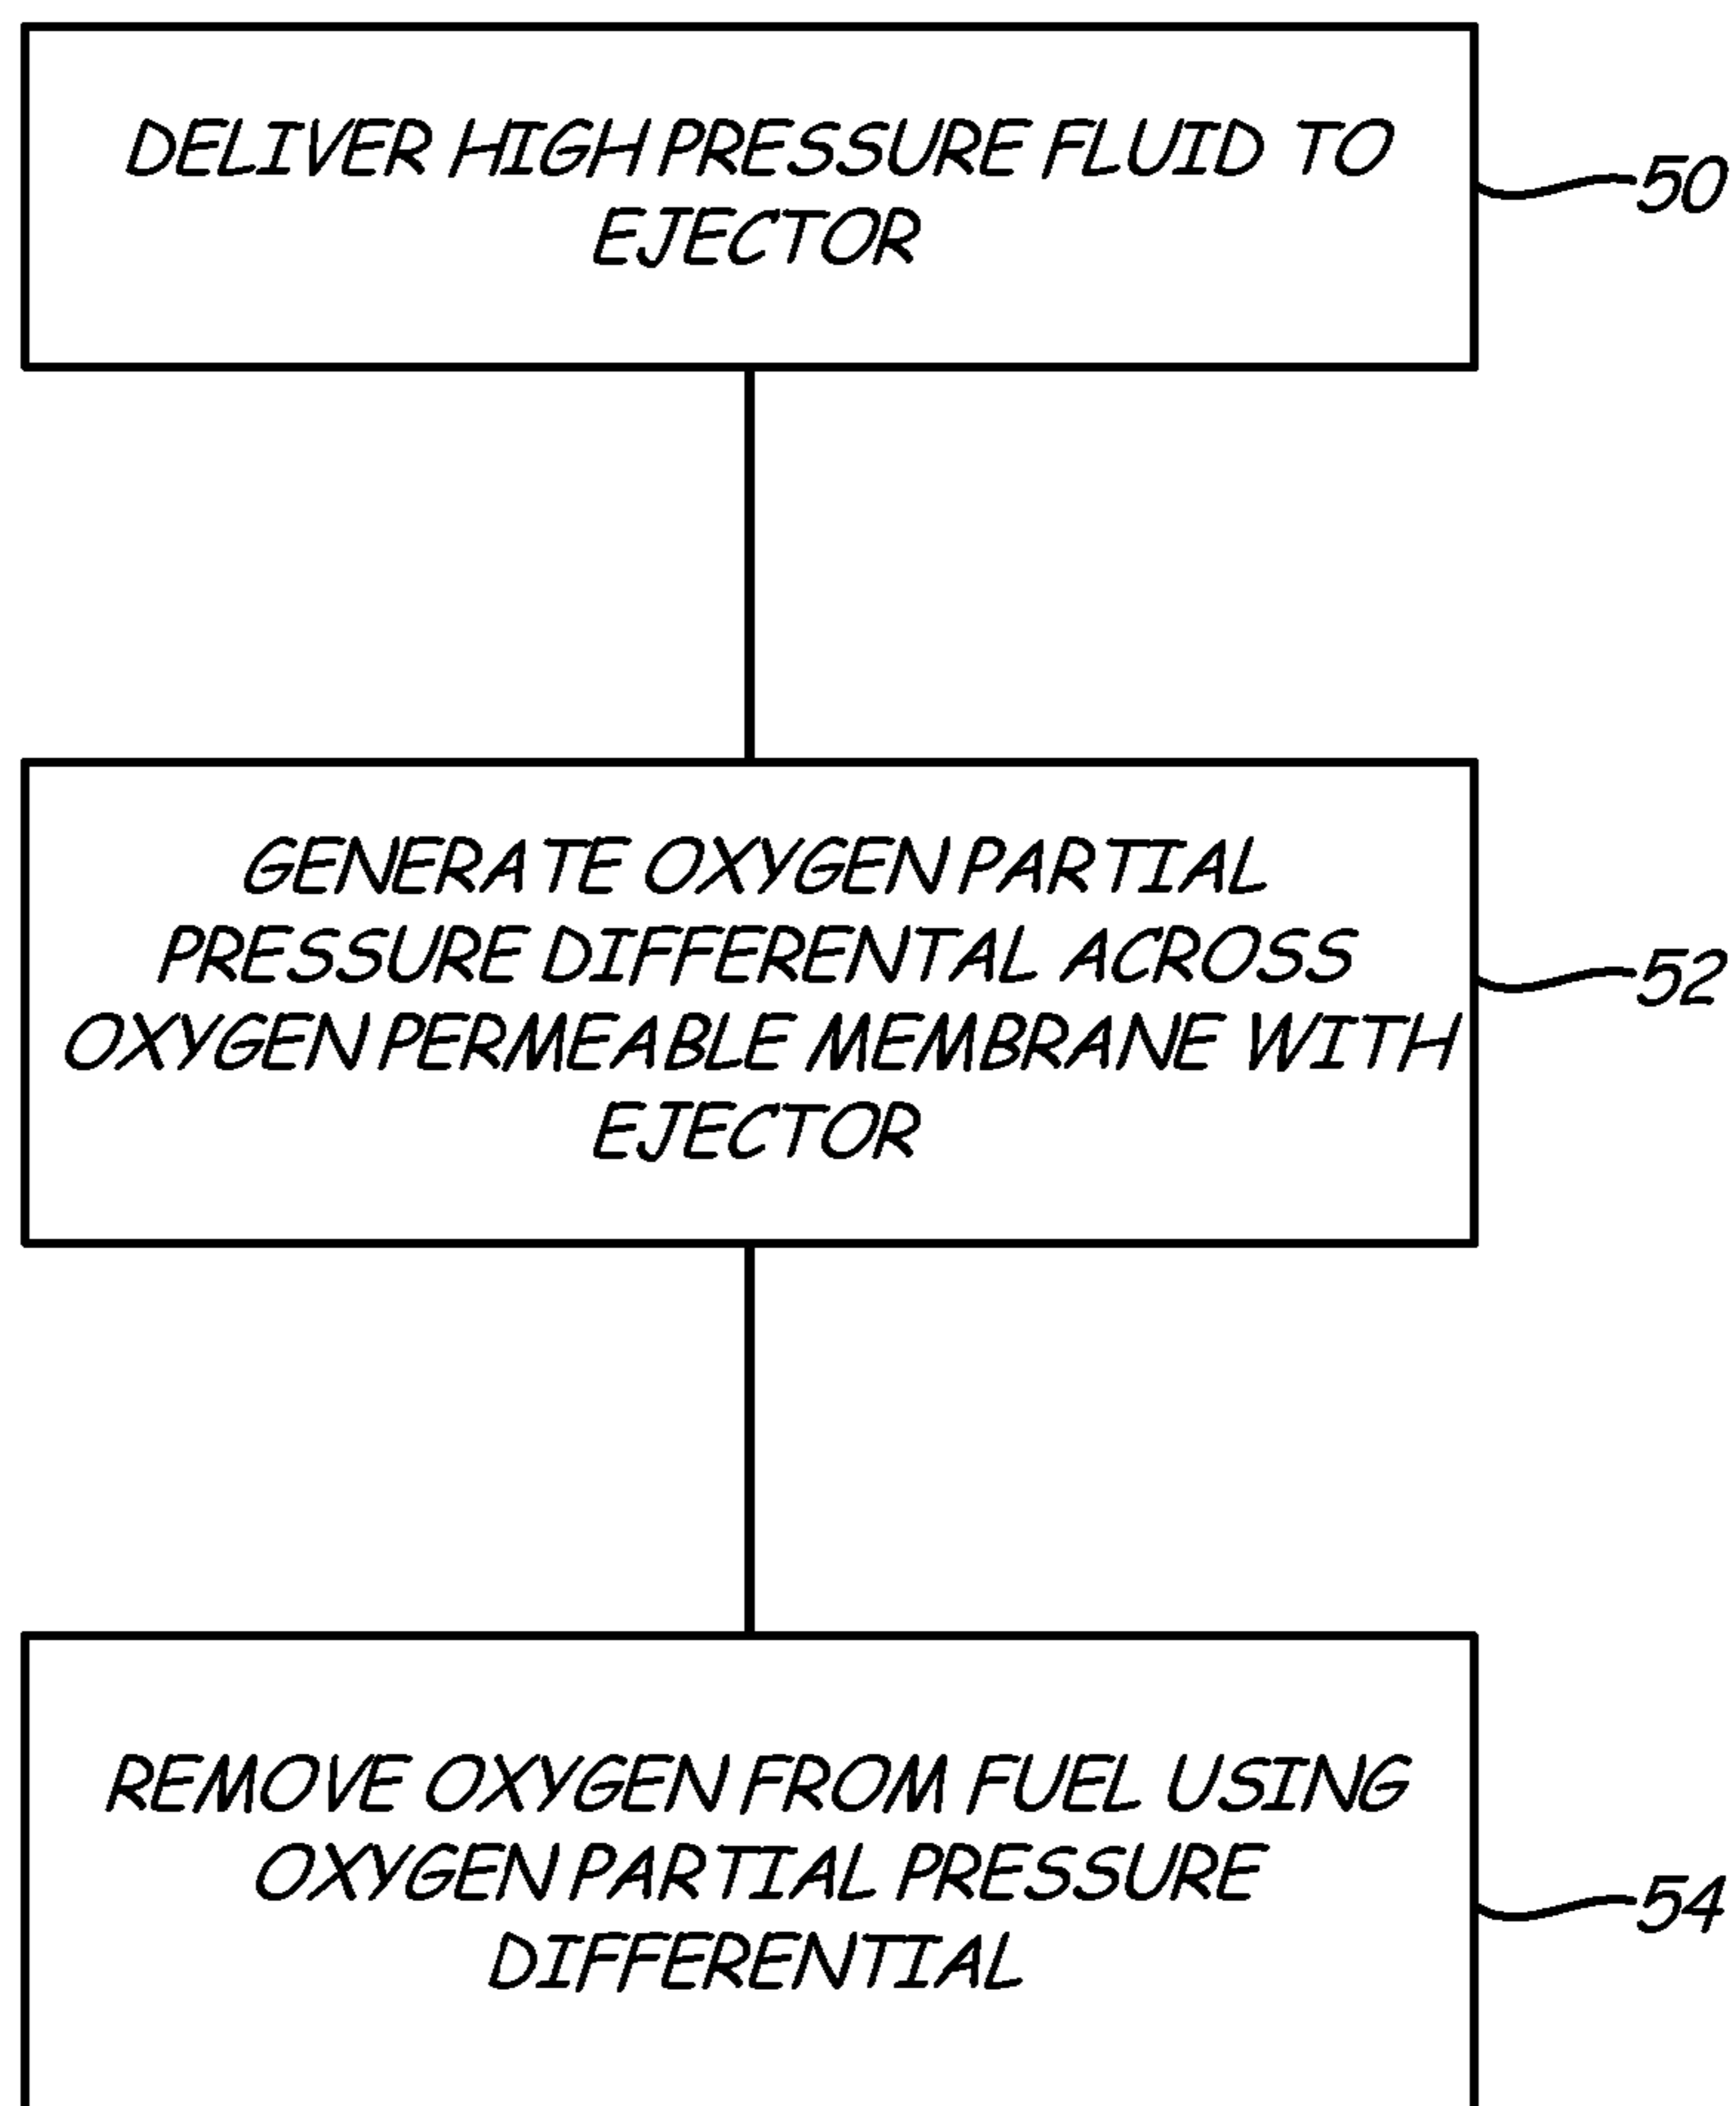 DELIVER HIGH PRESSURE FLUID TO
EJECTOR
50
GENERATE OXYGEN PARTIAL
PRESSURE DIFFERENTAL ACROSS
OXYGEN PERMEABLE MEMBRANE WITH
EJECTOR
52
REMOVE OXYGEN FROM FUEL USING
OXYGEN PARTIAL PRESSURE
DIFFERENTIAL
54